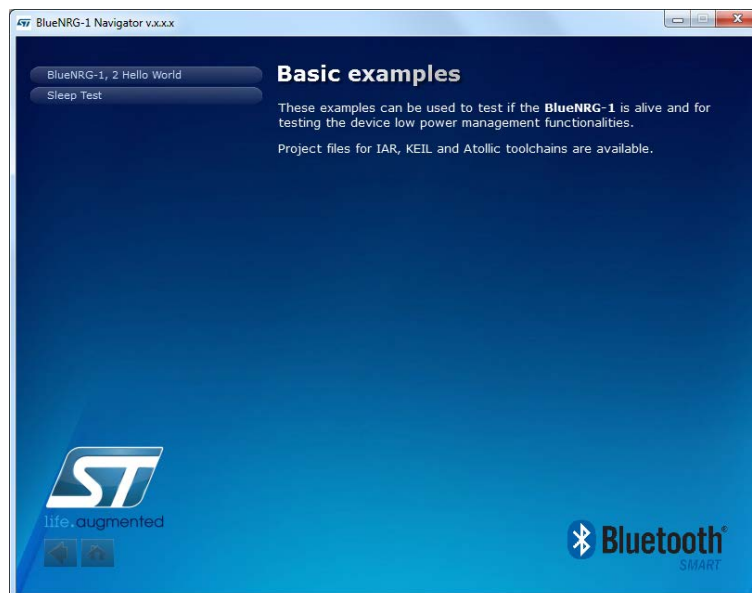 BlueNRG-1 Navigator v.x.x.x
BlueNRG-1, 2 Hello World
Sleep Test
Basic examples
These examples can be used to test if the BlueNRG-1 is alive and for
testing the device low power management functionalities.
Project files for IAR, KEIL and Atollic toolchains are available.
ST
life.augmented
Bluetooth®
SMART